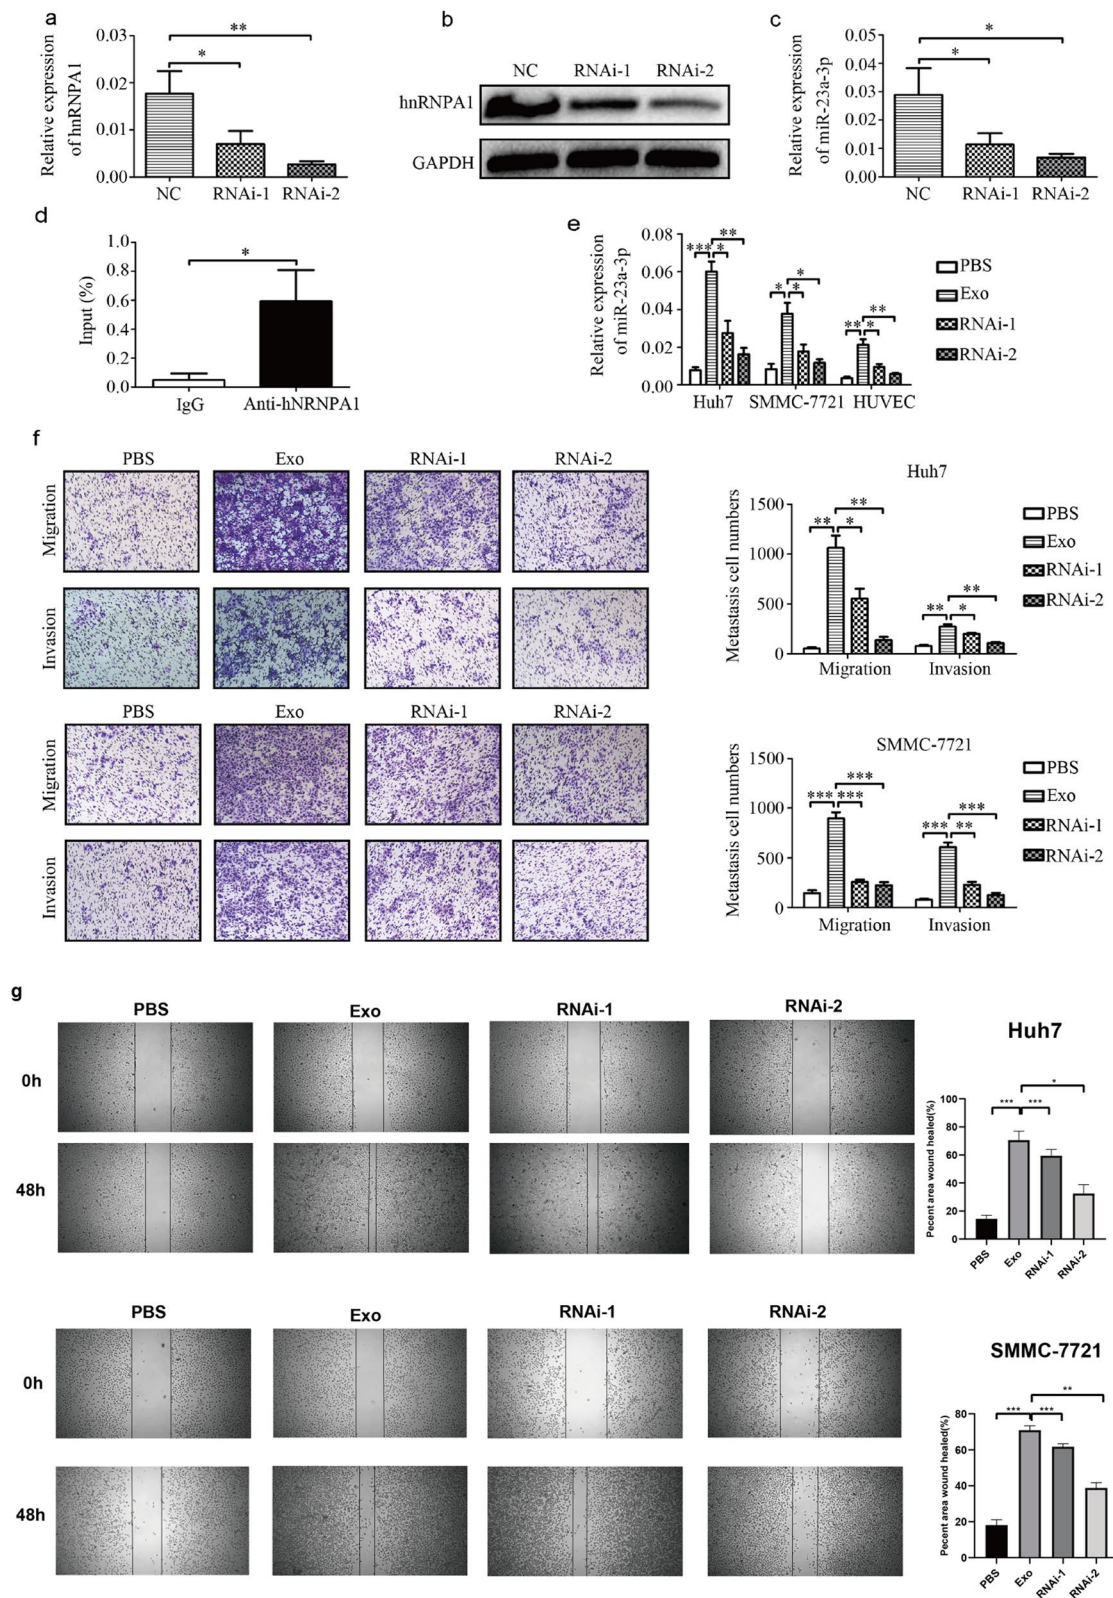 a
Relative expression
of hnRNPA1
0.03
0.02
0.01
0.00
*
**
NC
RNAi-1
RNAi-2
b
NC
RNAi-1
RNAi-2
hnRNPA1
GAPDH
c
Relative expression
of miR-23a-3p
0.05
0.04
0.03
0.02
0.01
0.00
*
*
NC
RNAi-1
RNAi-2
d
Input (%)
1.0
0.8
0.6
0.4
0.2
0.0
*
IgG
Anti-hNRNPA1
e
Relative expression
of miR-23a-3p
0.08
0.06
0.04
0.02
0.00
*** * **
* * *
** * **
Huh7
SMMC-7721
HUVEC
PBS
Exo
RNAi-1
RNAi-2
f
PBS
Exo
RNAi-1
RNAi-2
Migration
Invasion
PBS
Exo
RNAi-1
RNAi-2
Migration
Invasion
Huh7
Metastasis cell numbers
1500
1000
500
0
** * **
** * **
Migration
Invasion
PBS
Exo
RNAi-1
RNAi-2
SMMC-7721
Metastasis cell numbers
1500
1000
500
0
*** *** ***
*** ** ***
Migration
Invasion
PBS
Exo
RNAi-1
RNAi-2
g
PBS
Exo
RNAi-1
RNAi-2
0h
48h
Huh7
Pecent area wound healed(%)
100
80
60
40
20
0
*** *** *
PBS
Exo
RNAi-1
RNAi-2
PBS
Exo
RNAi-1
RNAi-2
0h
48h
SMMC-7721
Pecent area wound healed(%)
80
60
40
20
0
*** *** **
PBS
Exo
RNAi-1
RNAi-2